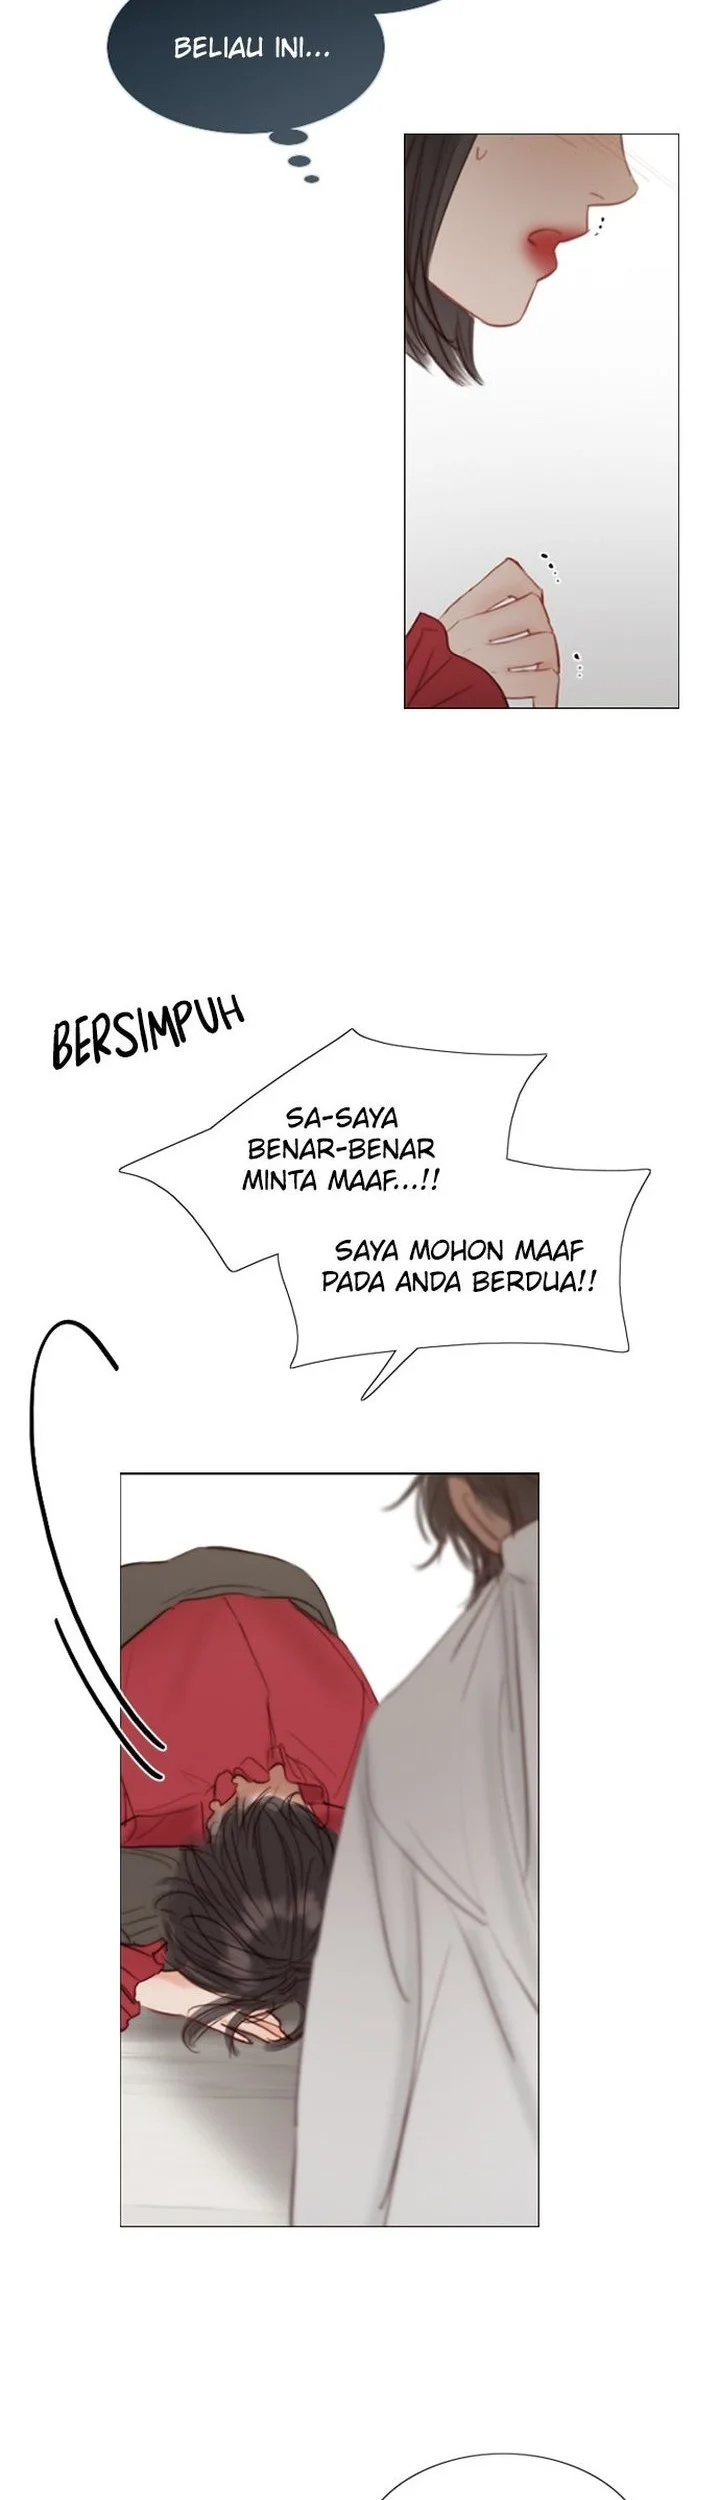 BELIAU INI...
BERSIMPUH
SA-SAYA
BENAR-BENAR
MINTA MAAF...!!
SAYA MOHON MAAF
PADA ANDA BERDUA!!